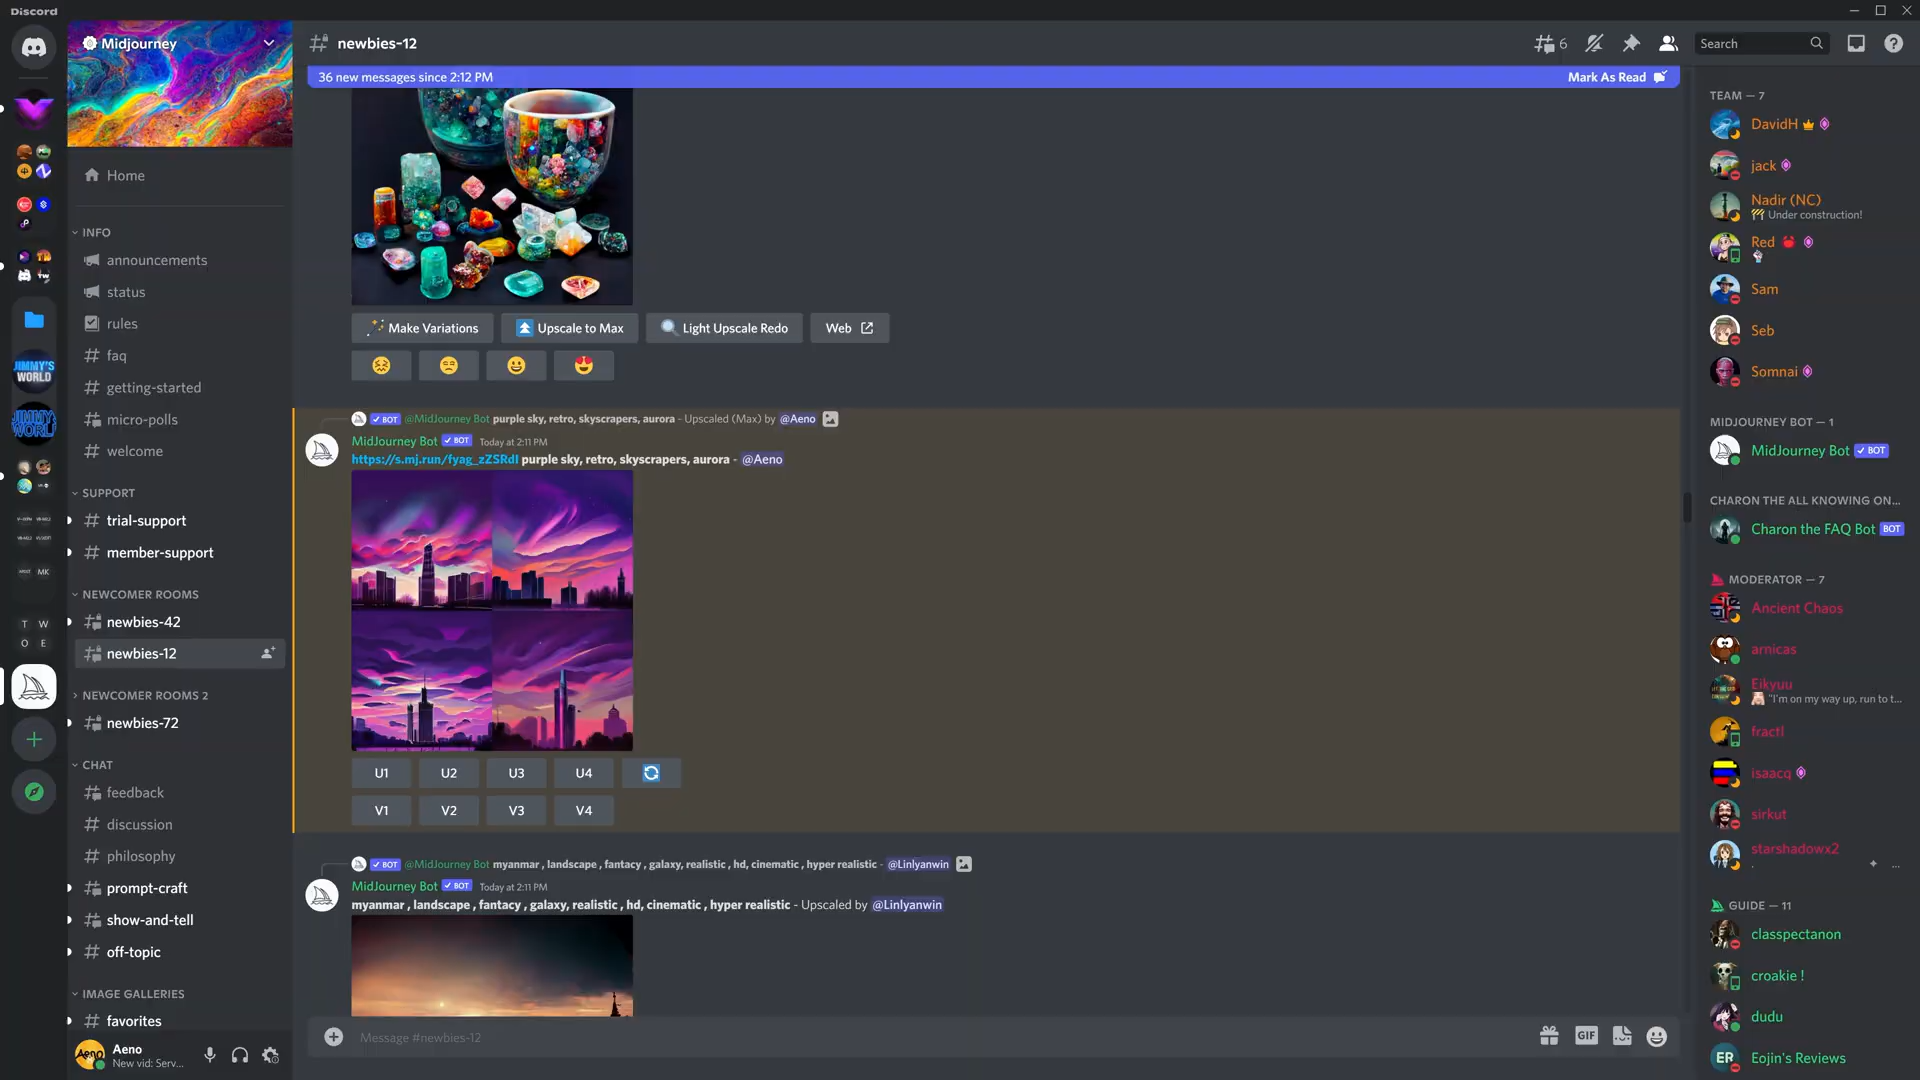 Discord
Midjourney
Home
INFO
announcements
status
rules
faq
getting-started
micro-polls
welcome
SUPPORT
trial-support
member-support
NEWCOMER ROOMS
newbies-42
newbies-12
NEWCOMER ROOMS 2
newbies-72
CHAT
feedback
discussion
philosophy
prompt-craft
show-and-tell
off-topic
IMAGE GALLERIES
favorites
Aeno
New vid: Serv...
JIMMY'S
WORLD
JIMMY'S
WORLD
MK
T W
O E
newbies-12
6
Search
36 new messages since 2:12 PM
Mark As Read
Make Variations
Upscale to Max
Light Upscale Redo
Web
BOT @MidJourney Bot purple sky, retro, skyscrapers, aurora - Upscaled (Max) by @Aeno
MidJourney Bot BOT Today at 2:11 PM
https://s.mj.run/fyag_zZSRdI purple sky, retro, skyscrapers, aurora - @Aeno
U1 U2 U3 U4
V1 V2 V3 V4
BOT @MidJourney Bot myanmar , landscape , fantacy , galaxy, realistic , hd, cinematic , hyper realistic - @Linlyanwin
MidJourney Bot BOT Today at 2:11 PM
myanmar , landscape , fantacy , galaxy, realistic , hd, cinematic , hyper realistic - Upscaled by @Linlyanwin
Message #newbies-12
GIF
TEAM — 7
DavidH
jack
Nadir (NC)
Under construction!
Red
Sam
Seb
Somnai
MIDJOURNEY BOT — 1
MidJourney Bot BOT
CHARON THE ALL KNOWING ON...
Charon the FAQ Bot BOT
MODERATOR — 7
Ancient Chaos
arnicas
Eikyuu
"I'm on my way up, run to t...
fractl
isaacq
sirkut
starshadowx2
. ...
GUIDE — 11
classpectanon
croakie !
dudu
ER
Eojin's Reviews